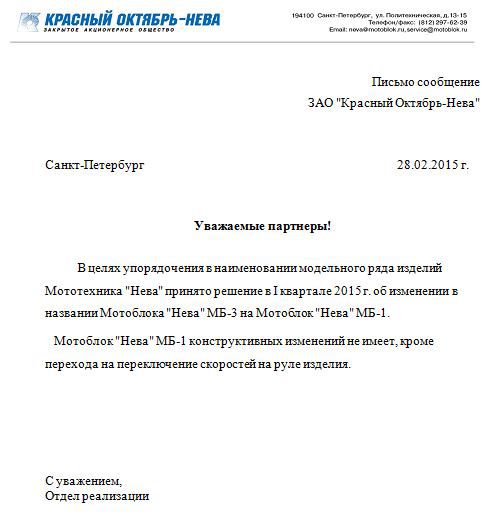 КРАСНЫЙ ОКТЯБРЬ-НЕВА
ЗАКРЫТОЕ АКЦИОНЕРНОЕ ОБЩЕСТВО
194100 Санкт-Петербург, ул. Политехническая, д.13-15
Телефон/факс: (812) 297-62-39
Email: neva@motoblok.ru, service@motoblok.ru
Письмо сообщение
ЗАО "Красный Октябрь-Нева"
Санкт-Петербург 28.02.2015 г.
Уважаемые партнеры!
В целях упорядочения в наименовании модельного ряда изделий
Мототехника "Нева" принято решение в I квартале 2015 г. об изменении в
названии Мотоблока "Нева" МБ-3 на Мотоблок "Нева" МБ-1.
Мотоблок "Нева" МБ-1 конструктивных изменений не имеет, кроме
перехода на переключение скоростей на руле изделия.
С уважением,
Отдел реализации